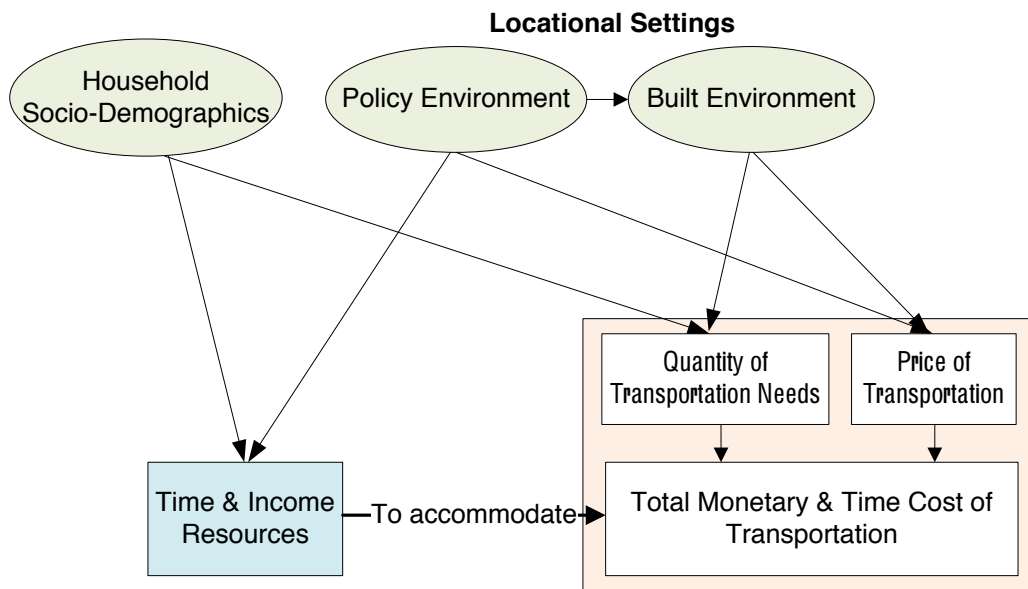 Locational Settings
Household
Socio-Demographics
Policy Environment
Built Environment
Quantity of
Transportation Needs
Price of
Transportation
Time & Income
Resources
To accommodate
Total Monetary & Time Cost of
Transportation